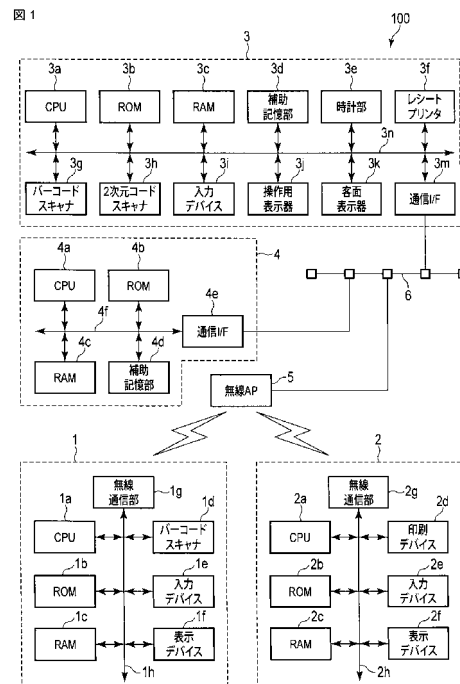 図1
100
3
3a
3b
3c
3d
3e
3f
CPU
ROM
RAM
補助
記憶部
時計部
レシート
プリンタ
3n
3g
3h
3i
3j
3k
3m
バーコード
スキャナ
2次元コード
スキャナ
入力
デバイス
操作用
表示器
客面
表示器
通信I/F
4
4a
4b
CPU
ROM
4e
4f
通信I/F
4c
4d
RAM
補助
記憶部
6
5
無線AP
1
無線
通信部
1g
1a
1d
CPU
バーコード
スキャナ
1b
1e
ROM
入力
デバイス
1c
1f
RAM
表示
デバイス
1h
2
無線
通信部
2g
2a
2d
CPU
印刷
デバイス
2b
2e
ROM
入力
デバイス
2c
2f
RAM
表示
デバイス
2h